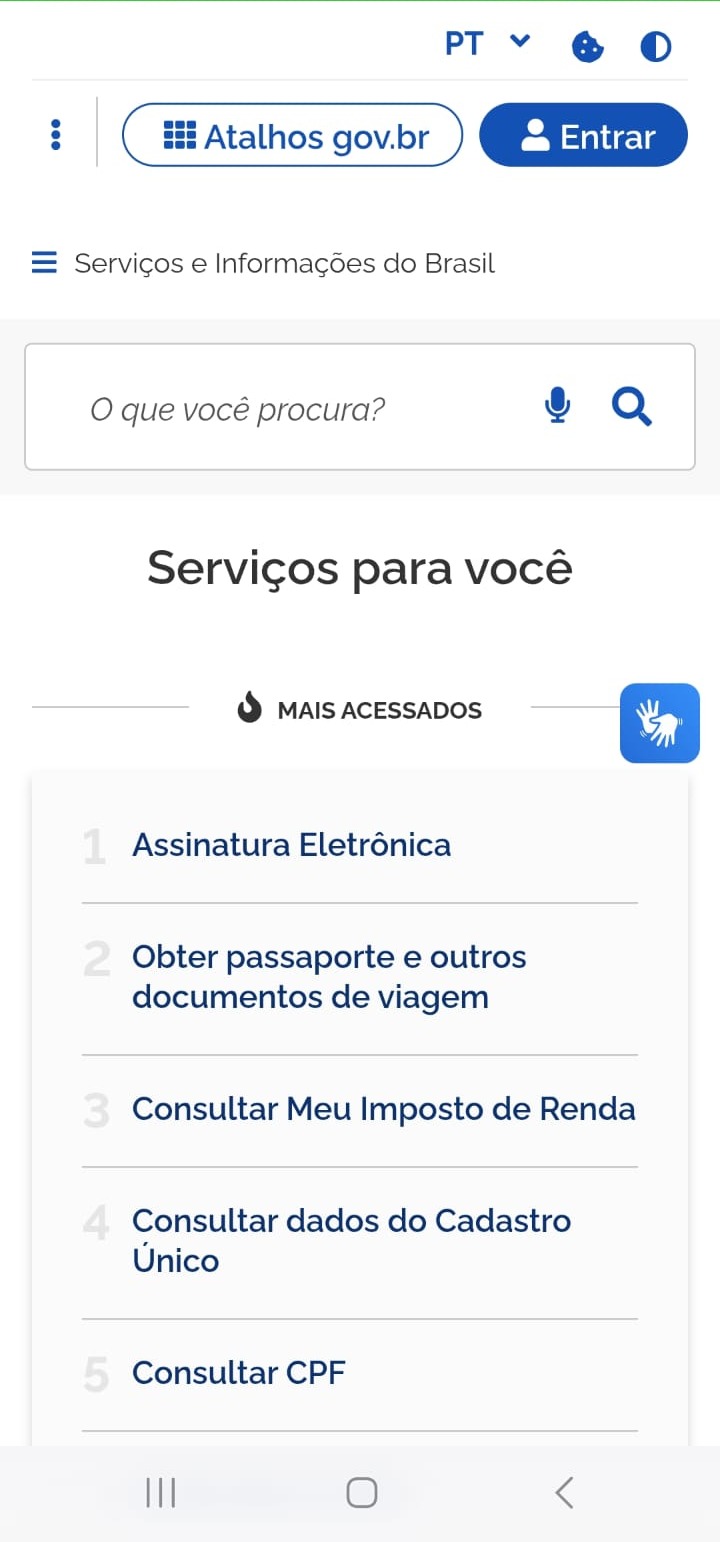 PT
Atalhos gov.br
Entrar
Serviços e Informações do Brasil
O que você procura?
Serviços para você
MAIS ACESSADOS
1 Assinatura Eletrônica
2 Obter passaporte e outros
documentos de viagem
3 Consultar Meu Imposto de Renda
4 Consultar dados do Cadastro
Único
5 Consultar CPF